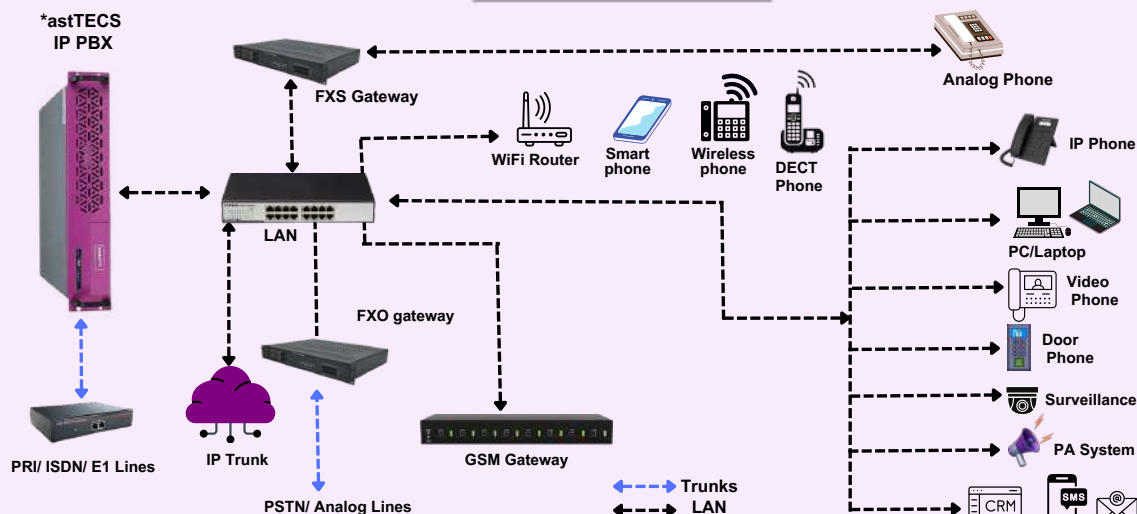 *astTECS
IP PBX
FXS Gateway
Analog Phone
WiFi Router
Smart
phone
Wireless
phone
DECT
Phone
IP Phone
LAN
PC/Laptop
Video
Phone
FXO gateway
Door
Phone
Surveillance
IP Trunk
GSM Gateway
PA System
PRI/ ISDN/ E1 Lines
PSTN/ Analog Lines
Trunks
LAN
CRM
SMS
@